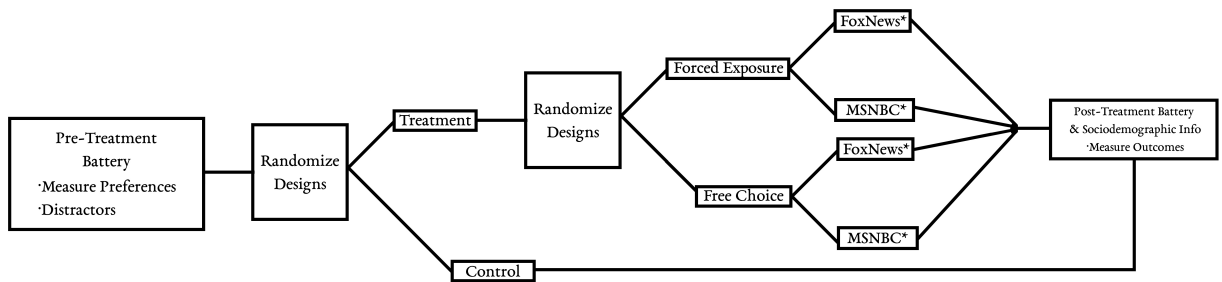 Pre-Treatment
Battery
·Measure Preferences
·Distractors
Randomize
Designs
Treatment
Control
Randomize
Designs
Forced Exposure
Free Choice
FoxNews*
MSNBC*
FoxNews*
MSNBC*
Post-Treatment Battery
& Sociodemographic Info
·Measure Outcomes